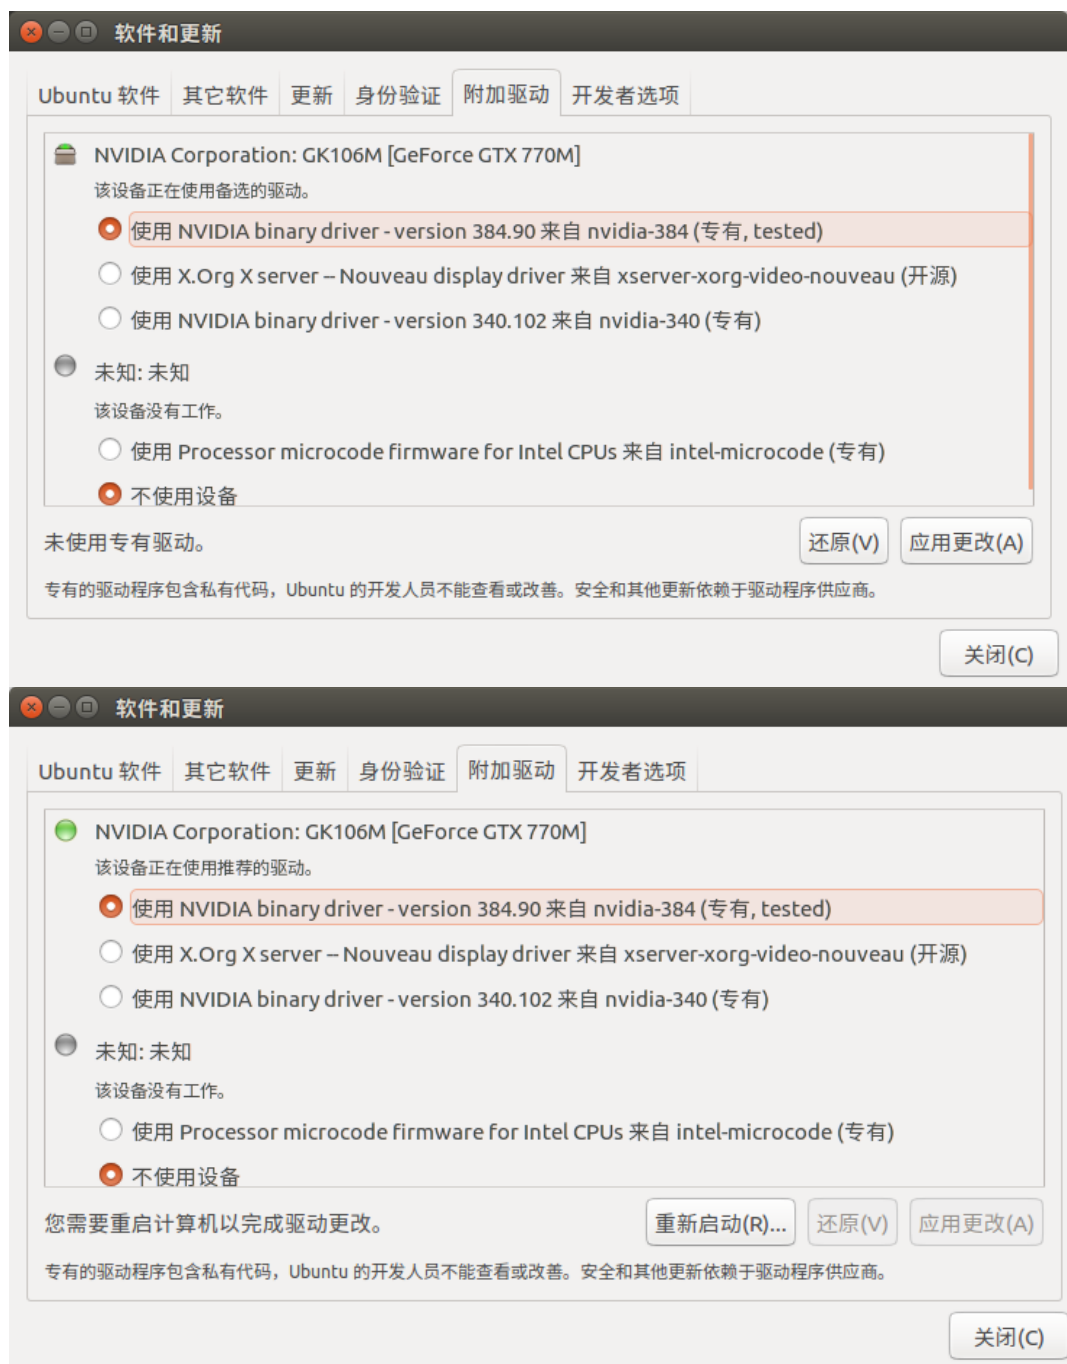 软件和更新
Ubuntu 软件 其它软件 更新 身份验证 附加驱动 开发者选项
NVIDIA Corporation: GK106M [GeForce GTX 770M]
该设备正在使用备选的驱动。
使用 NVIDIA binary driver - version 384.90 来自 nvidia-384 (专有, tested)
使用 X.Org X server -- Nouveau display driver 来自 xserver-xorg-video-nouveau (开源)
使用 NVIDIA binary driver - version 340.102 来自 nvidia-340 (专有)
未知: 未知
该设备没有工作。
使用 Processor microcode firmware for Intel CPUs 来自 intel-microcode (专有)
不使用设备
未使用专有驱动。 还原(V) 应用更改(A)
专有的驱动程序包含私有代码，Ubuntu 的开发人员不能查看或改善。安全和其他更新依赖于驱动程序供应商。
关闭(C)
软件和更新
Ubuntu 软件 其它软件 更新 身份验证 附加驱动 开发者选项
NVIDIA Corporation: GK106M [GeForce GTX 770M]
该设备正在使用推荐的驱动。
使用 NVIDIA binary driver - version 384.90 来自 nvidia-384 (专有, tested)
使用 X.Org X server -- Nouveau display driver 来自 xserver-xorg-video-nouveau (开源)
使用 NVIDIA binary driver - version 340.102 来自 nvidia-340 (专有)
未知: 未知
该设备没有工作。
使用 Processor microcode firmware for Intel CPUs 来自 intel-microcode (专有)
不使用设备
您需要重启计算机以完成驱动更改。 重新启动(R)... 还原(V) 应用更改(A)
专有的驱动程序包含私有代码，Ubuntu 的开发人员不能查看或改善。安全和其他更新依赖于驱动程序供应商。
关闭(C)